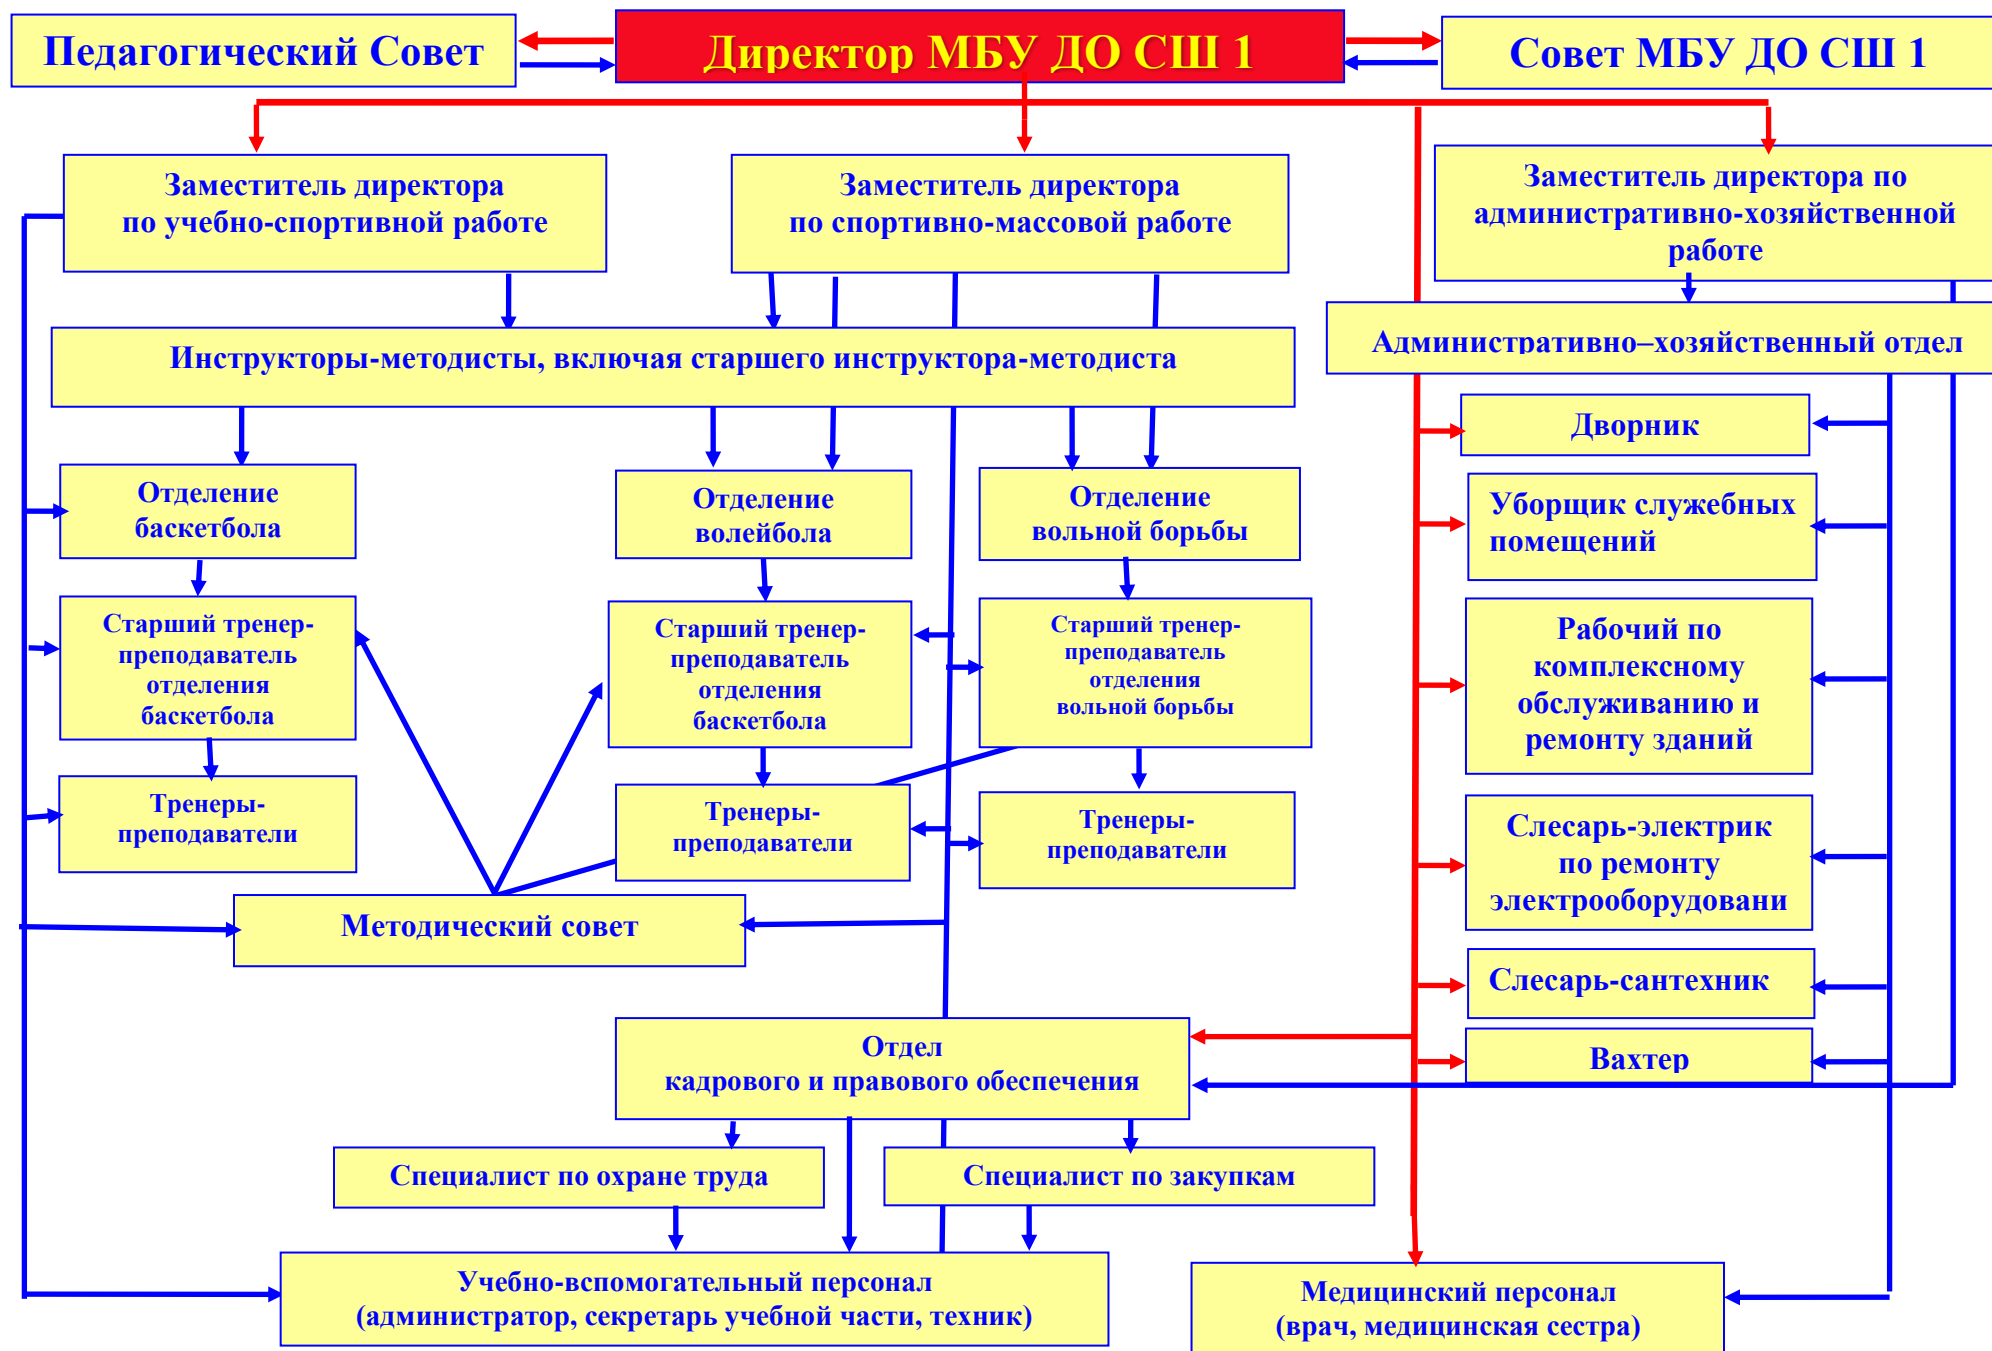 Педагогический Совет
Директор МБУ ДО СШ 1
Совет МБУ ДО СШ 1
Заместитель директора
по учебно-спортивной работе
Заместитель директора
по спортивно-массовой работе
Заместитель директора по
административно-хозяйственной
работе
Инструкторы-методисты, включая старшего инструктора-методиста
Административно–хозяйственный отдел
Отделение
баскетбола
Отделение
волейбола
Отделение
вольной борьбы
Старший тренер-
преподаватель
отделения
баскетбола
Старший тренер-
преподаватель
отделения
баскетбола
Старший тренер-
преподаватель
отделения
вольной борьбы
Тренеры-
преподаватели
Тренеры-
преподаватели
Тренеры-
преподаватели
Методический совет
Дворник
Уборщик служебных
помещений
Рабочий по
комплексному
обслуживанию и
ремонту зданий
Слесарь-электрик
по ремонту
электрооборудовани
Слесарь-сантехник
Вахтер
Отдел
кадрового и правового обеспечения
Специалист по охране труда
Специалист по закупкам
Учебно-вспомогательный персонал
(администратор, секретарь учебной части, техник)
Медицинский персонал
(врач, медицинская сестра)